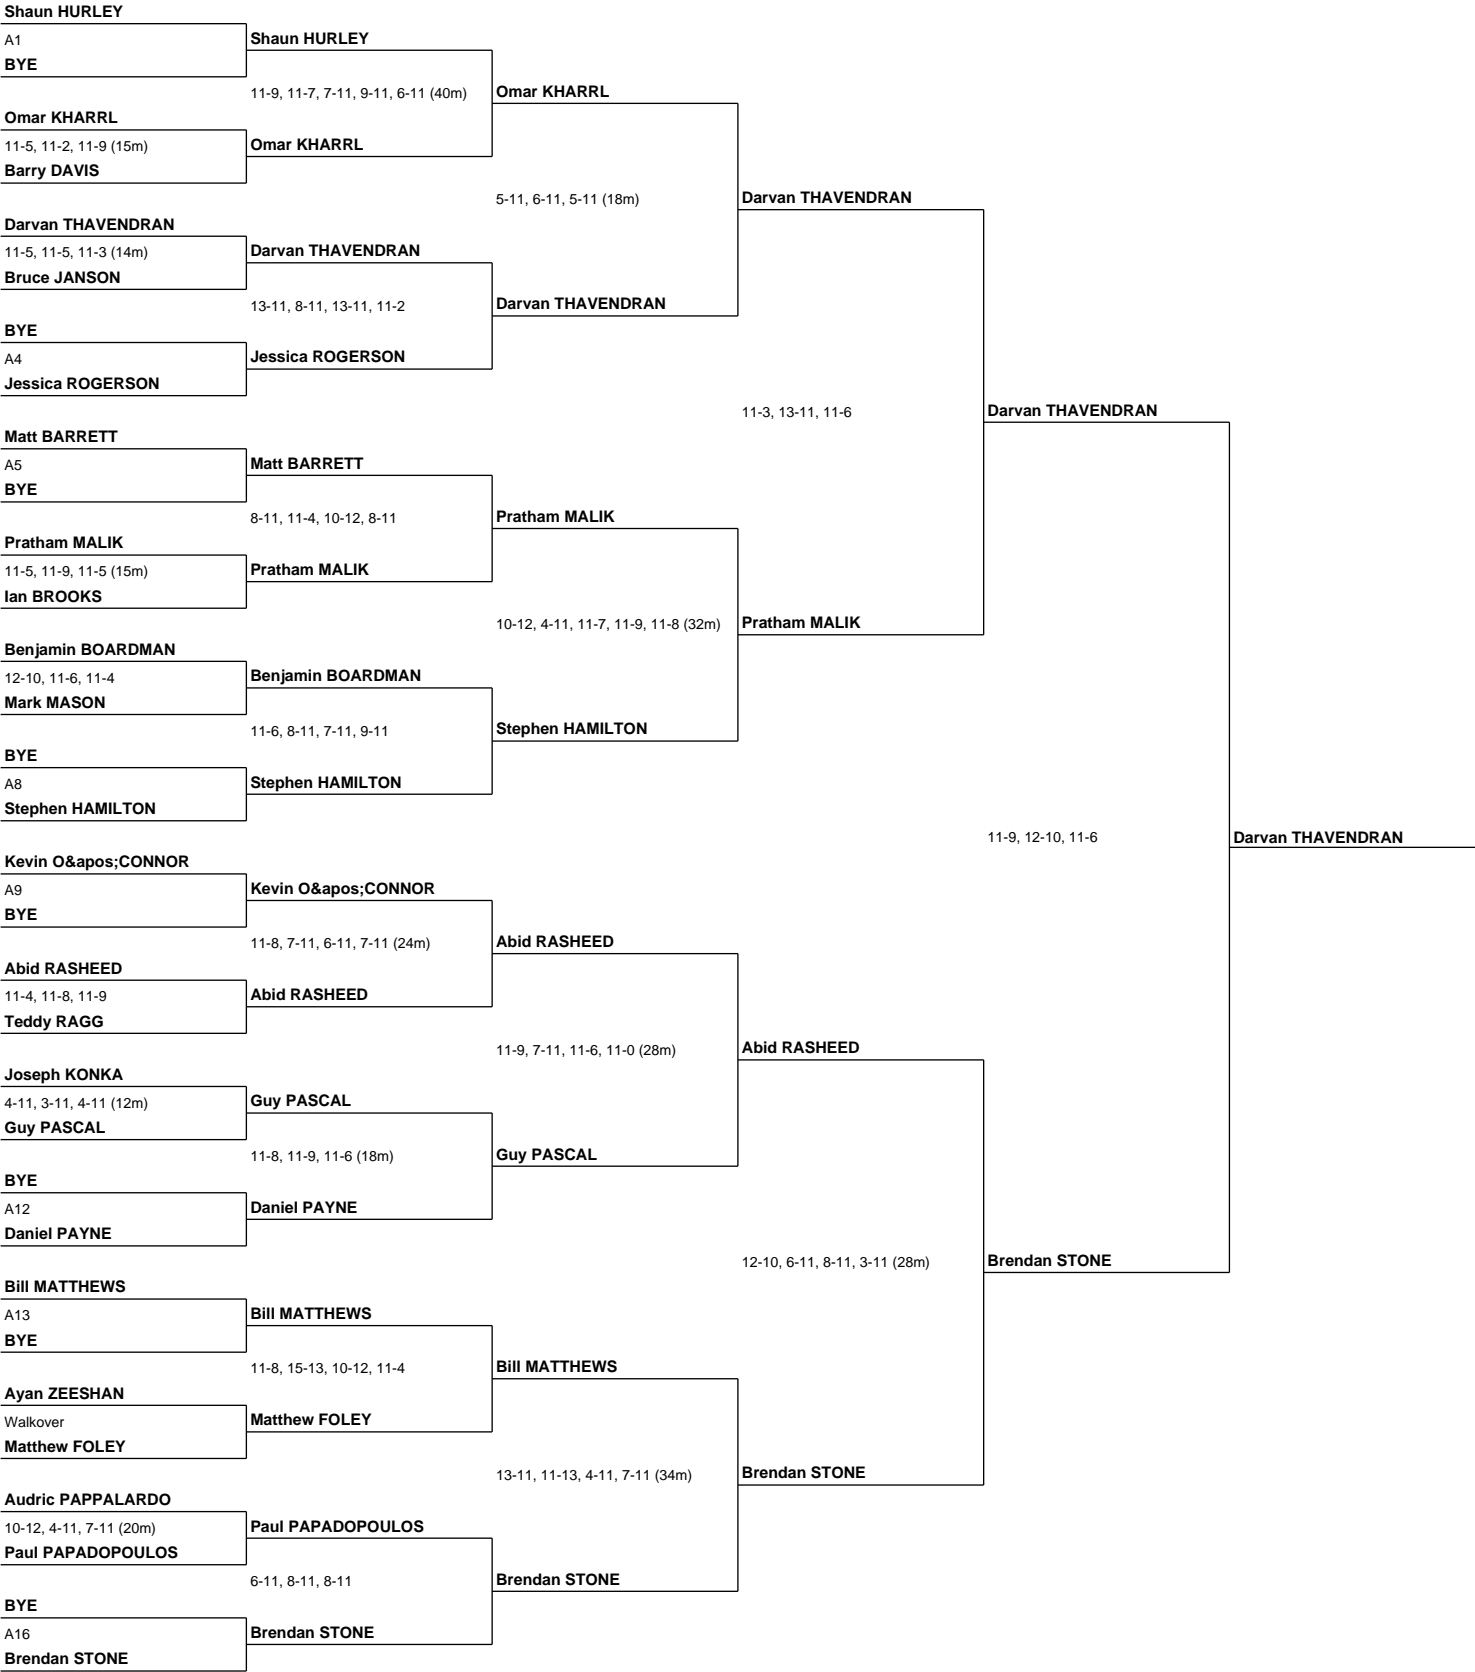 Shaun HURLEY
A1
BYE
Omar KHARRL
11-5, 11-2, 11-9 (15m)
Barry DAVIS
Darvan THAVENDRAN
11-5, 11-5, 11-3 (14m)
Bruce JANSON
BYE
A4
Jessica ROGERSON
Matt BARRETT
A5
BYE
Pratham MALIK
11-5, 11-9, 11-5 (15m)
Ian BROOKS
Benjamin BOARDMAN
12-10, 11-6, 11-4
Mark MASON
BYE
A8
Stephen HAMILTON
Kevin O&apos;CONNOR
A9
BYE
Abid RASHEED
11-4, 11-8, 11-9
Teddy RAGG
Joseph KONKA
4-11, 3-11, 4-11 (12m)
Guy PASCAL
BYE
A12
Daniel PAYNE
Bill MATTHEWS
A13
BYE
Ayan ZEESHAN
Walkover
Matthew FOLEY
Audric PAPPALARDO
10-12, 4-11, 7-11 (20m)
Paul PAPADOPOULOS
BYE
A16
Brendan STONE
Shaun HURLEY
11-9, 11-7, 7-11, 9-11, 6-11 (40m)
Omar KHARRL
Darvan THAVENDRAN
13-11, 8-11, 13-11, 11-2
Jessica ROGERSON
Matt BARRETT
8-11, 11-4, 10-12, 8-11
Pratham MALIK
Benjamin BOARDMAN
11-6, 8-11, 7-11, 9-11
Stephen HAMILTON
Kevin O&apos;CONNOR
11-8, 7-11, 6-11, 7-11 (24m)
Abid RASHEED
Guy PASCAL
11-8, 11-9, 11-6 (18m)
Daniel PAYNE
Bill MATTHEWS
11-8, 15-13, 10-12, 11-4
Matthew FOLEY
Paul PAPADOPOULOS
6-11, 8-11, 8-11
Brendan STONE
Omar KHARRL
5-11, 6-11, 5-11 (18m)
Darvan THAVENDRAN
Pratham MALIK
10-12, 4-11, 11-7, 11-9, 11-8 (32m)
Stephen HAMILTON
Abid RASHEED
11-9, 7-11, 11-6, 11-0 (28m)
Guy PASCAL
Bill MATTHEWS
13-11, 11-13, 4-11, 7-11 (34m)
Brendan STONE
Darvan THAVENDRAN
11-3, 13-11, 11-6
Pratham MALIK
Abid RASHEED
12-10, 6-11, 8-11, 3-11 (28m)
Brendan STONE
Darvan THAVENDRAN
11-9, 12-10, 11-6
Brendan STONE
Darvan THAVENDRAN